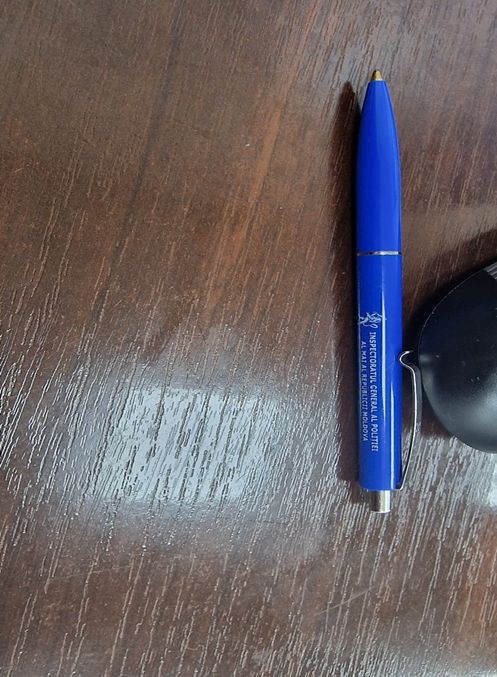 INSPECTORATUL GENERAL AL POLIȚIEI
AL MAI AL REPUBLICII MOLDOVA